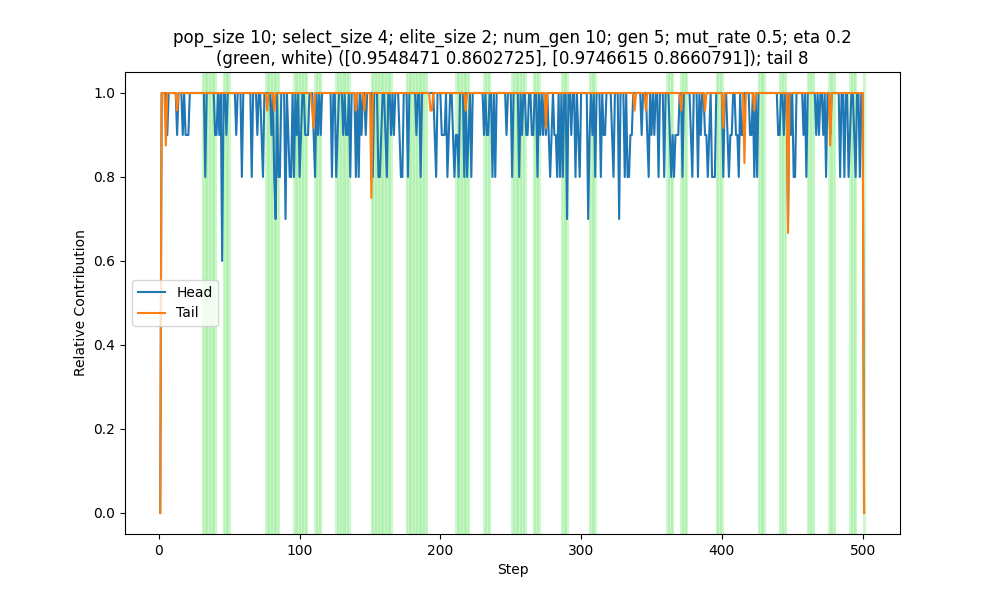 pop_size 10; select_size 4; elite_size 2; num_gen 10; gen 5; mut_rate 0.5; eta 0.2
(green, white) ([0.9548471 0.8602725], [0.9746615 0.8660791]); tail 8
1.0
0.8
0.6
0.4
0.2
0.0
Relative Contribution
Head
Tail
0
100
200
300
400
500
Step